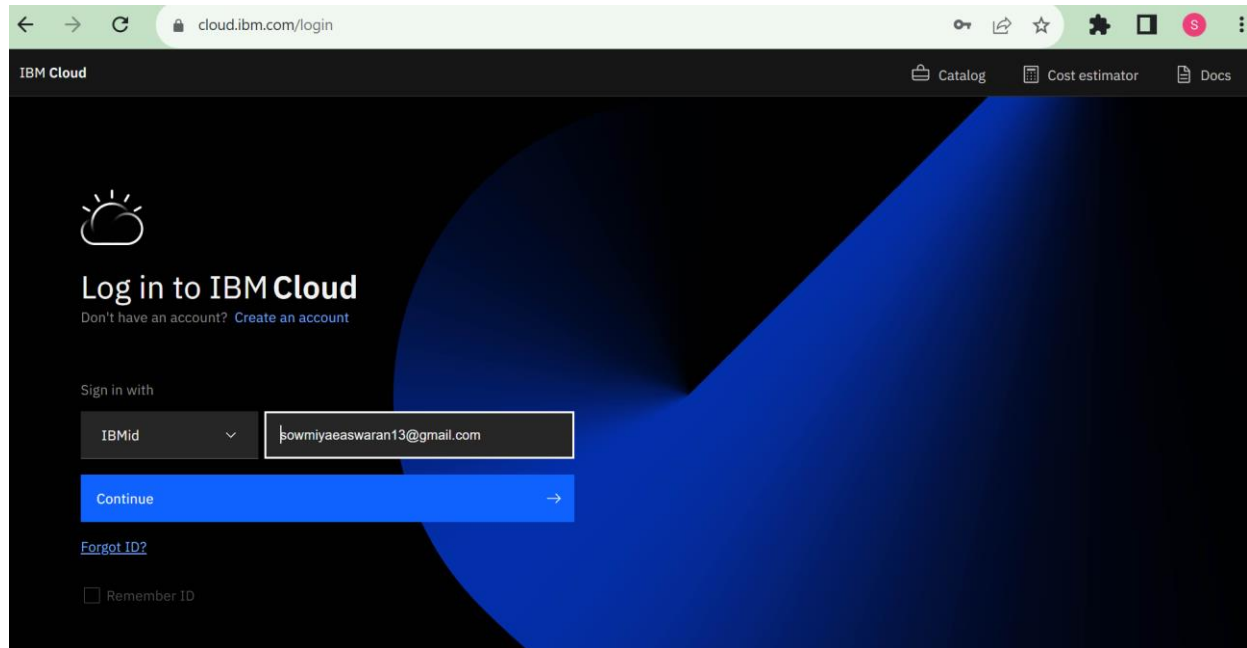 cloud.ibm.com/login
S
IBM Cloud
Catalog
Cost estimator
Docs
Log in to IBM Cloud
Don't have an account? Create an account
Sign in with
IBMid
sowmiyaeaswaran13@gmail.com
Continue
Forgot ID?
Remember ID